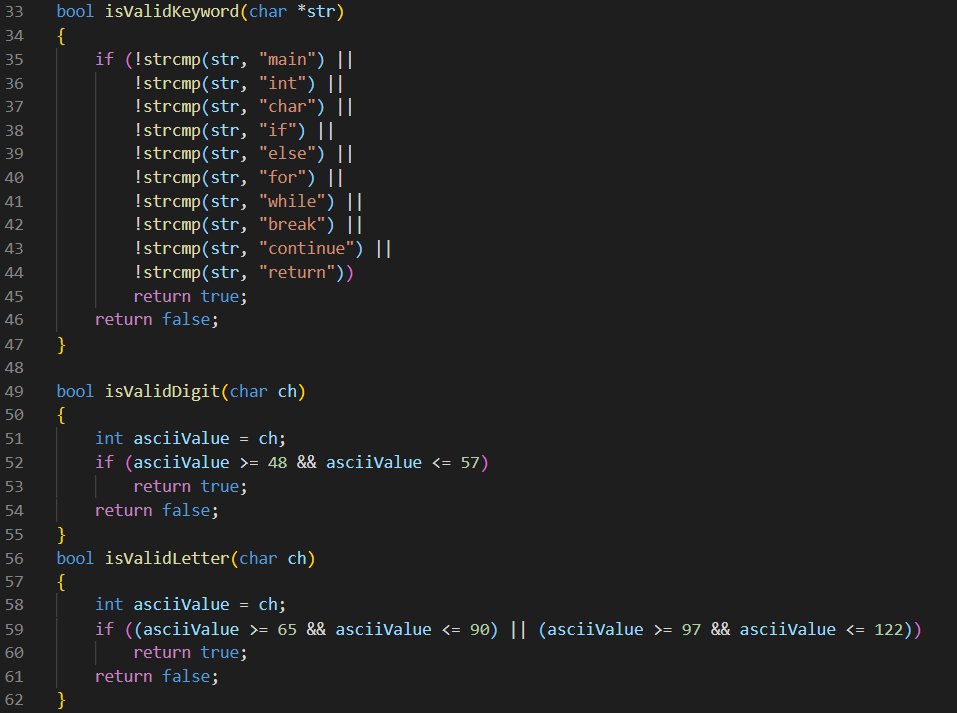 33 bool isValidKeyword(char *str)
34 {
35     if (!strcmp(str, "main") ||
36         !strcmp(str, "int") ||
37         !strcmp(str, "char") ||
38         !strcmp(str, "if") ||
39         !strcmp(str, "else") ||
40         !strcmp(str, "for") ||
41         !strcmp(str, "while") ||
42         !strcmp(str, "break") ||
43         !strcmp(str, "continue") ||
44         !strcmp(str, "return"))
45         return true;
46     return false;
47 }
48
49 bool isValidDigit(char ch)
50 {
51     int asciiValue = ch;
52     if (asciiValue >= 48 && asciiValue <= 57)
53         return true;
54     return false;
55 }
56 bool isValidLetter(char ch)
57 {
58     int asciiValue = ch;
59     if ((asciiValue >= 65 && asciiValue <= 90) || (asciiValue >= 97 && asciiValue <= 122))
60         return true;
61     return false;
62 }